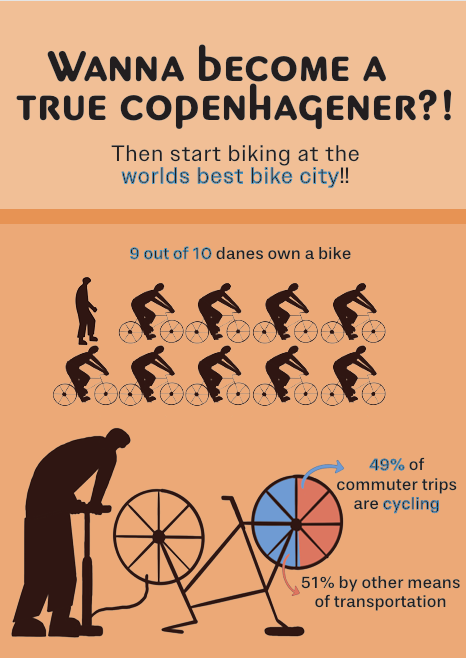 Wanna become a
true copenhagener?!
Then start biking at the
worlds best bike city!!
9 out of 10 danes own a bike
49% of
commuter trips
are cycling
51% by other means
of transportation